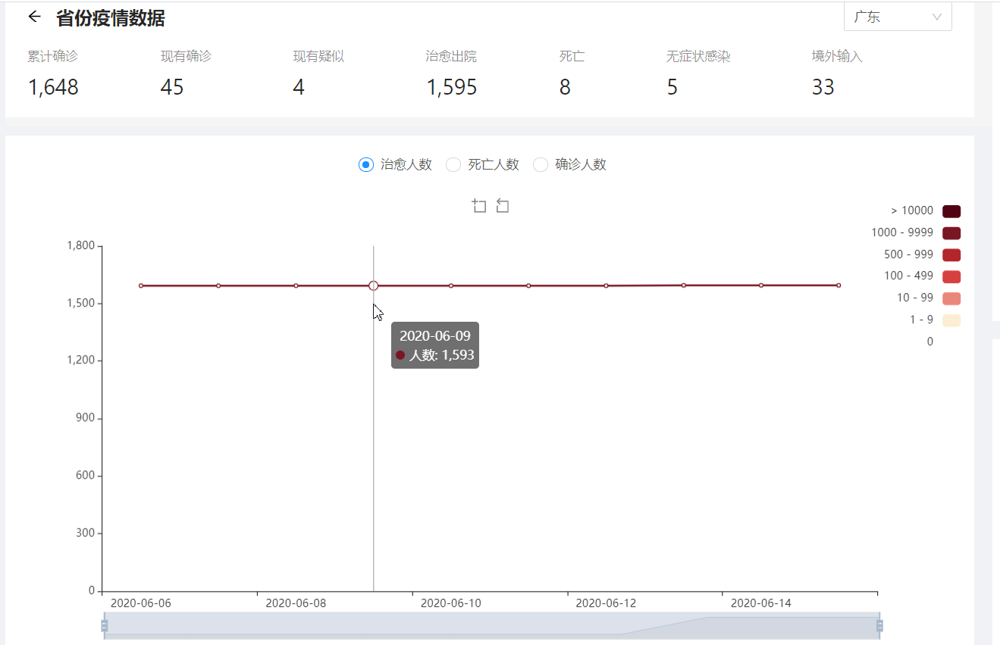 省份疫情数据
广东
累计确诊 现有确诊 现有疑似 治愈出院 死亡 无症状感染 境外输入
1,648 45 4 1,595 8 5 33
治愈人数 死亡人数 确诊人数
> 10000
1000 - 9999
500 - 999
100 - 499
10 - 99
1 - 9
0
1,800
1,500
1,200
900
600
300
0
2020-06-09
人数: 1,593
2020-06-06 2020-06-08 2020-06-10 2020-06-12 2020-06-14